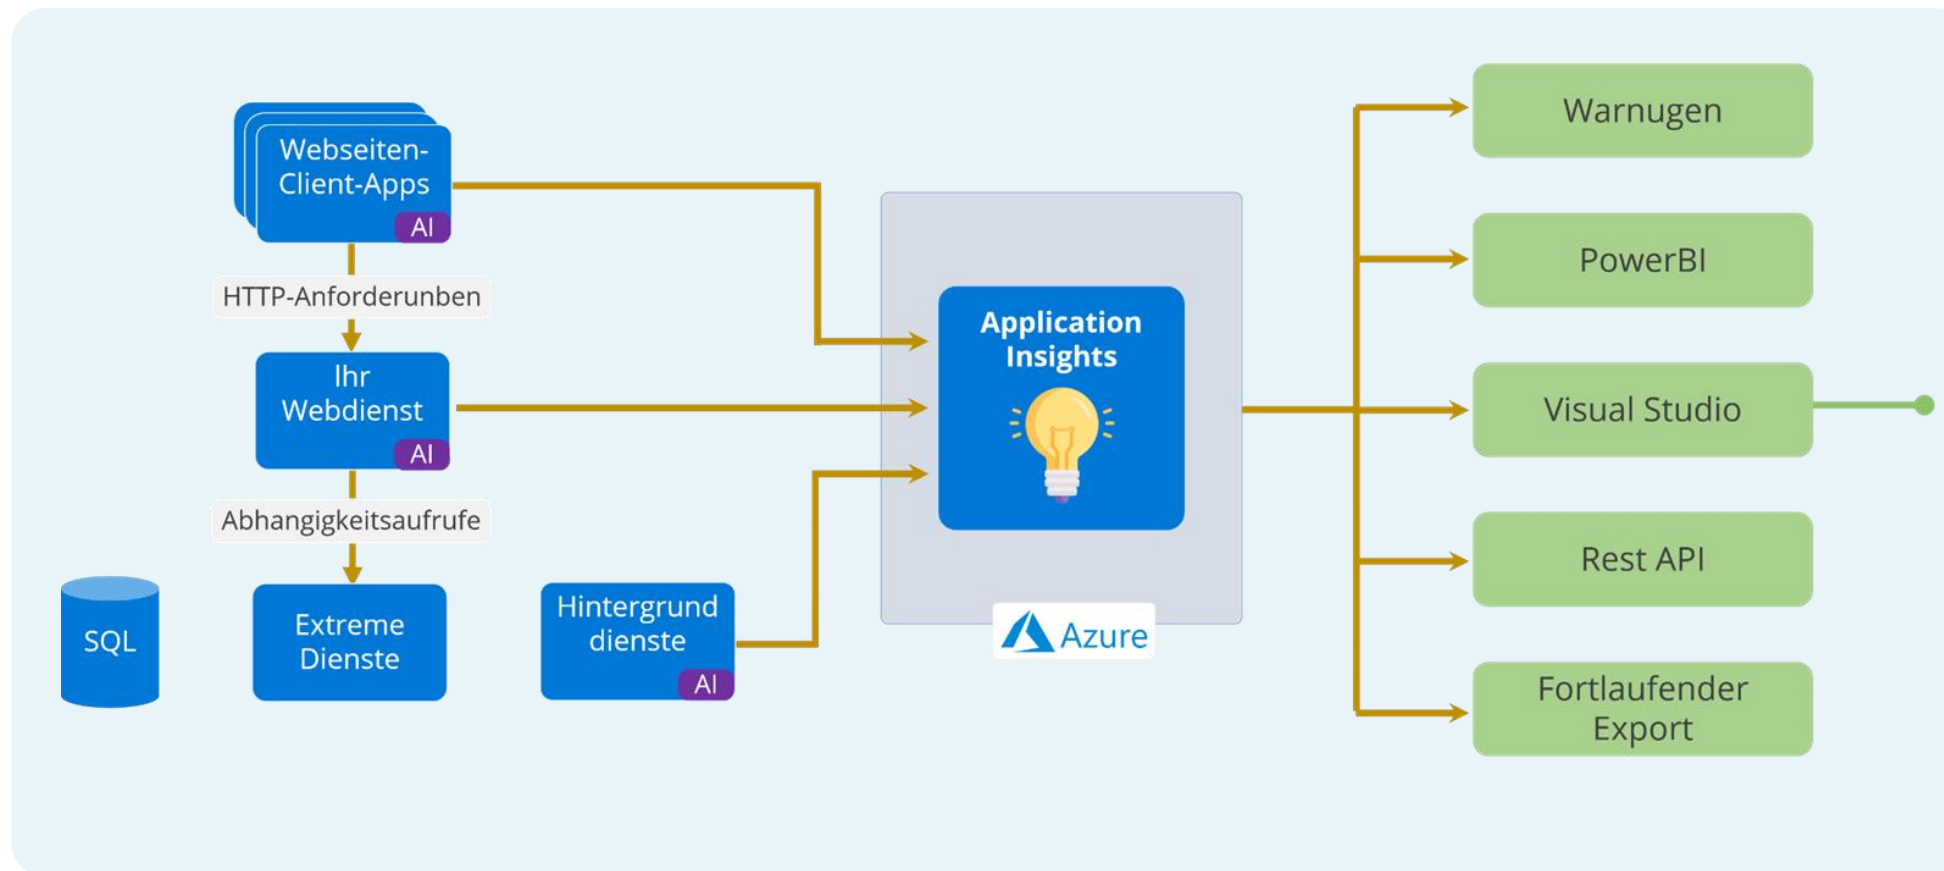 Webseiten-
Client-Apps
AI
HTTP-Anforderunben
Ihr
Webdienst
AI
Abhangigkeitsaufrufe
SQL
Extreme
Dienste
Hintergrund
dienste
AI
Application
Insights
Azure
Warnugen
PowerBI
Visual Studio
Rest API
Fortlaufender
Export